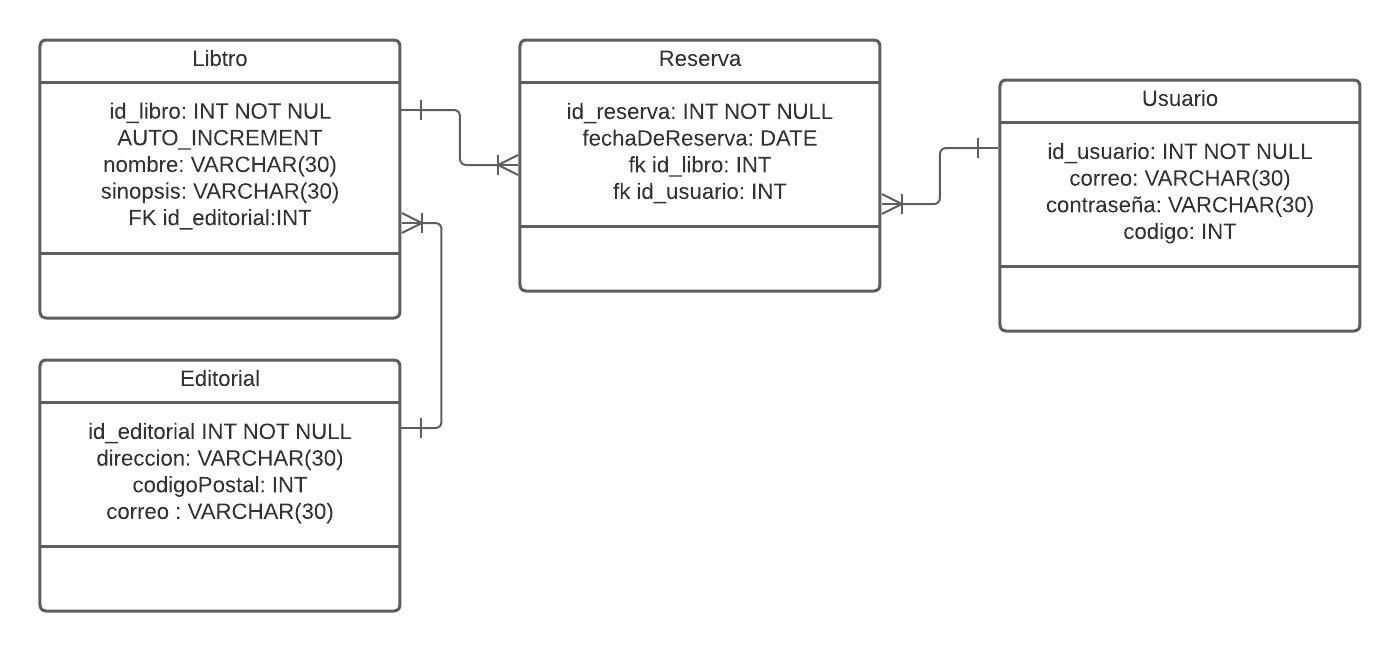 Libtro
id_libro: INT NOT NUL
AUTO_INCREMENT
nombre: VARCHAR(30)
sinopsis: VARCHAR(30)
FK id_editorial:INT
Reserva
id_reserva: INT NOT NULL
fechaDeReserva: DATE
fk id_libro: INT
fk id_usuario: INT
Usuario
id_usuario: INT NOT NULL
correo: VARCHAR(30)
contraseña: VARCHAR(30)
codigo: INT
Editorial
id_editorial INT NOT NULL
direccion: VARCHAR(30)
codigoPostal: INT
correo : VARCHAR(30)